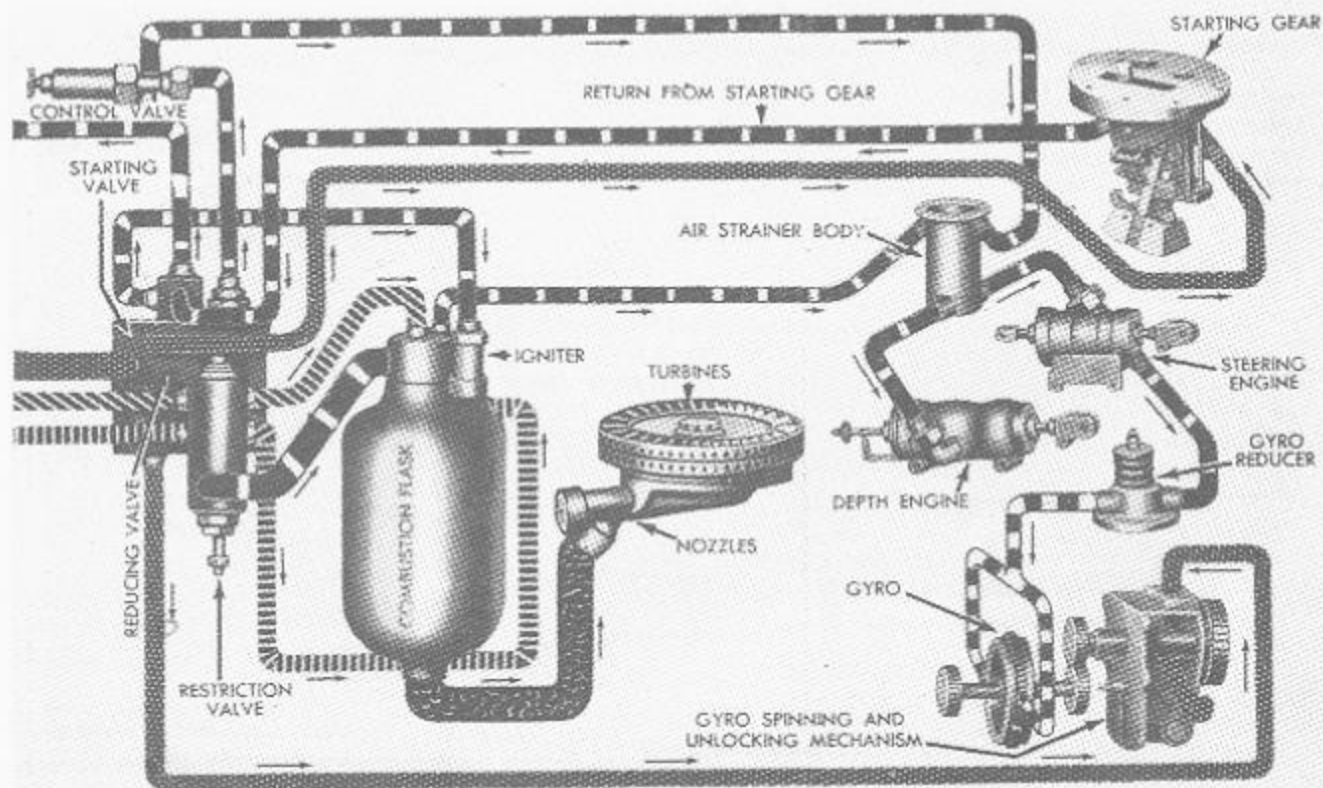 STARTING GEAR
CONTROL VALVE
RETURN FROM STARTING GEAR
STARTING
VALVE
AIR STRAINER BODY
IGNITER
TURBINES
STEERING
ENGINE
GYRO
REDUCER
COMBUSTION FLASK
DEPTH ENGINE
NOZZLES
REDUCING VALVE
GYRO
RESTRICTION
VALVE
GYRO SPINNING AND
UNLOCKING MECHANISM